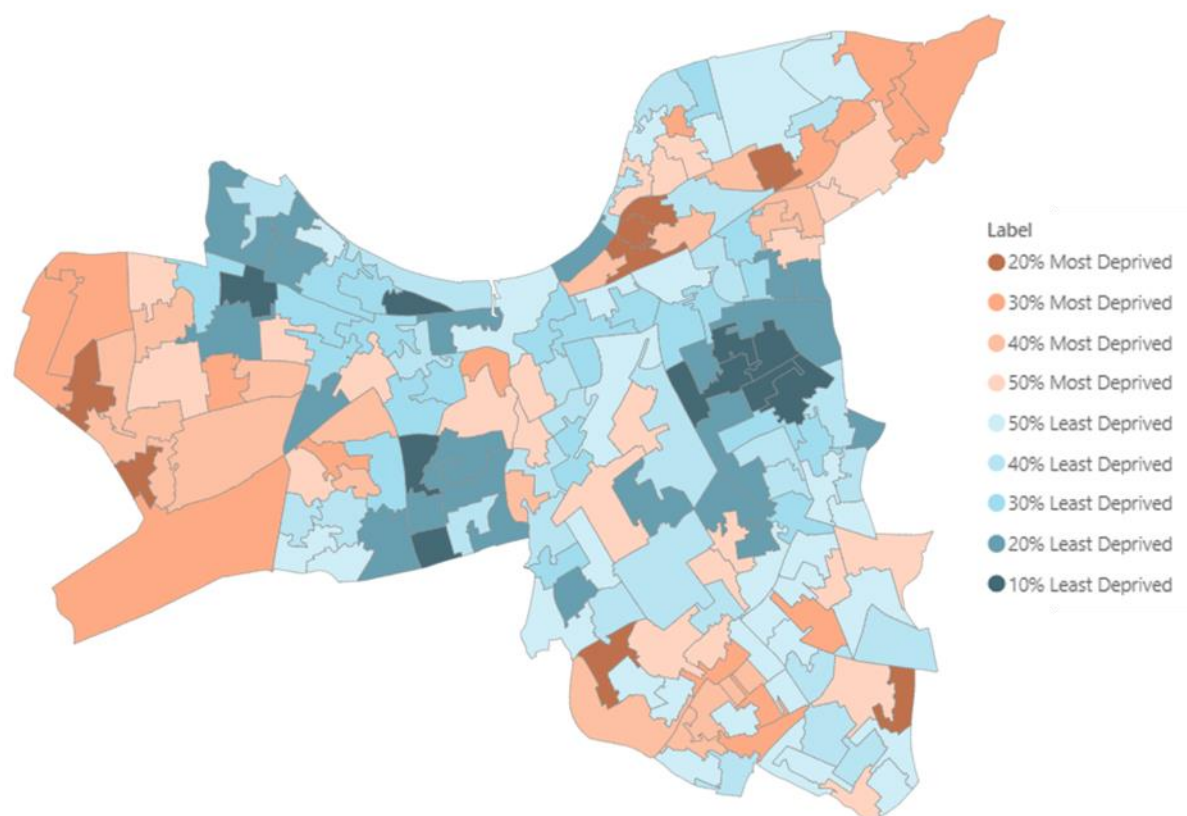 Label
20% Most Deprived
30% Most Deprived
40% Most Deprived
50% Most Deprived
50% Least Deprived
40% Least Deprived
30% Least Deprived
20% Least Deprived
10% Least Deprived